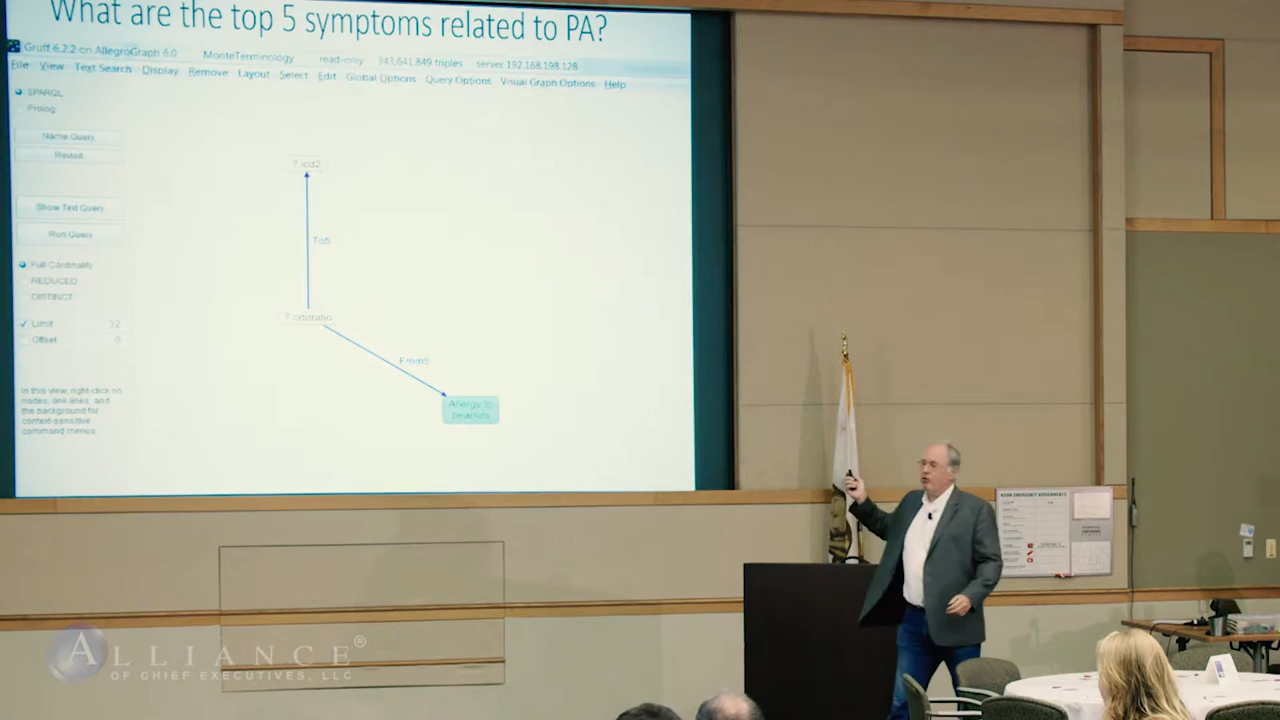 What are the top 5 symptoms related to PA?
Gruff 6.2.2 on AllegroGraph 6.0 MonteTerminology read-only 343,641,849 triples server 192.168.198.128
File View Text Search Display Remove Layout Select Edit Global Options Query Options Visual Graph Options Help
SPARQL
Prolog
Name Query
Revisit
Show Text Query
Run Query
Full Cardinality
REDUCED
DISTINCT
Limit
Offset 0
In this view, right-click on
nodes, link lines, and
the background for
context-sensitive
command menus.
?icd2
To5
?oddratio
From5
Allergy to
peanuts
ALLIANCE®
OF CHIEF EXECUTIVES, LLC